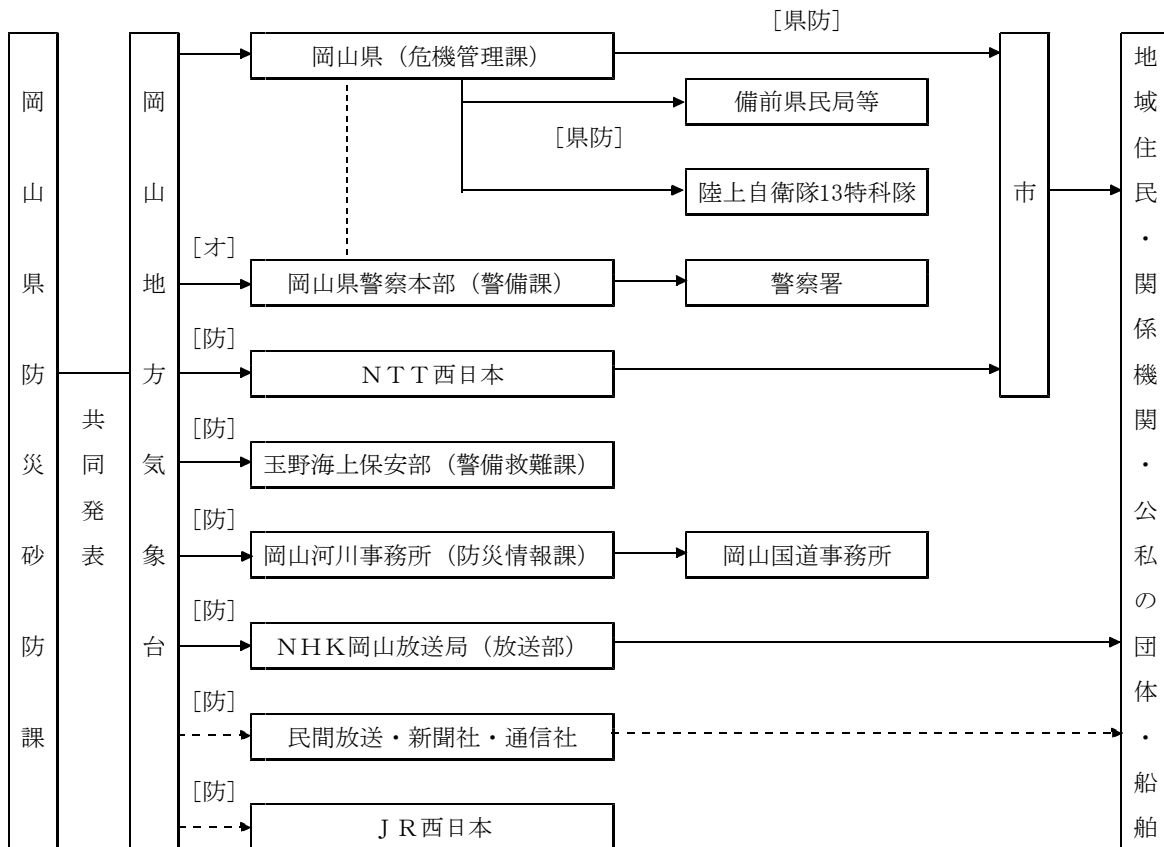 岡山県防災砂防課
共同発表
岡山地方気象台
岡山県（危機管理課）
[県防]
備前県民局等
[県防]
陸上自衛隊13特科隊
[オ]
岡山県警察本部（警備課）
警察署
[防]
ＮＴＴ西日本
[防]
玉野海上保安部（警備救難課）
[防]
岡山河川事務所（防災情報課）
岡山国道事務所
[防]
ＮＨＫ岡山放送局（放送部）
[防]
民間放送・新聞社・通信社
[防]
ＪＲ西日本
市
地域住民・関係機関・公私の団体・船舶